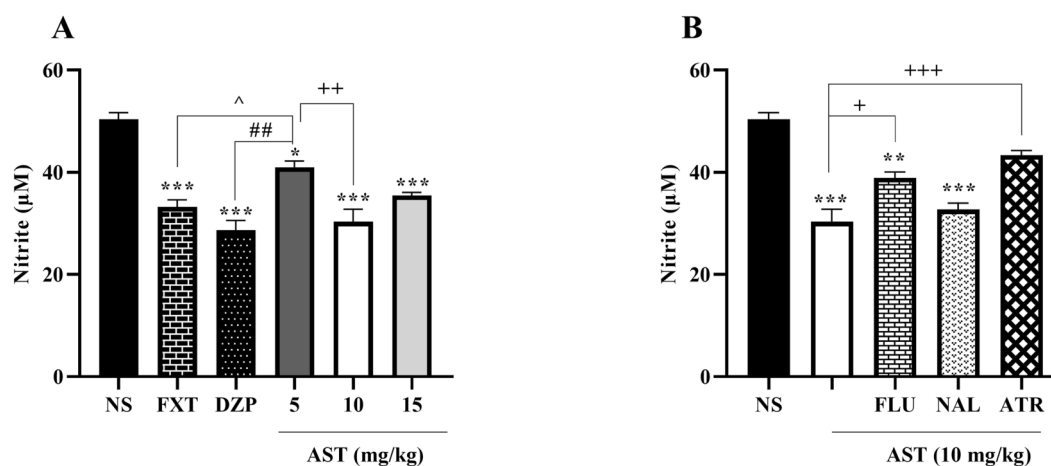 A
Nitrite (µM)
60
40
20
0
^
##
++
***
***
*
***
***
NS FXT DZP 5 10 15
AST (mg/kg)
B
Nitrite (µM)
60
40
20
0
+++
+
***
**
***
NS FLU NAL ATR
AST (10 mg/kg)